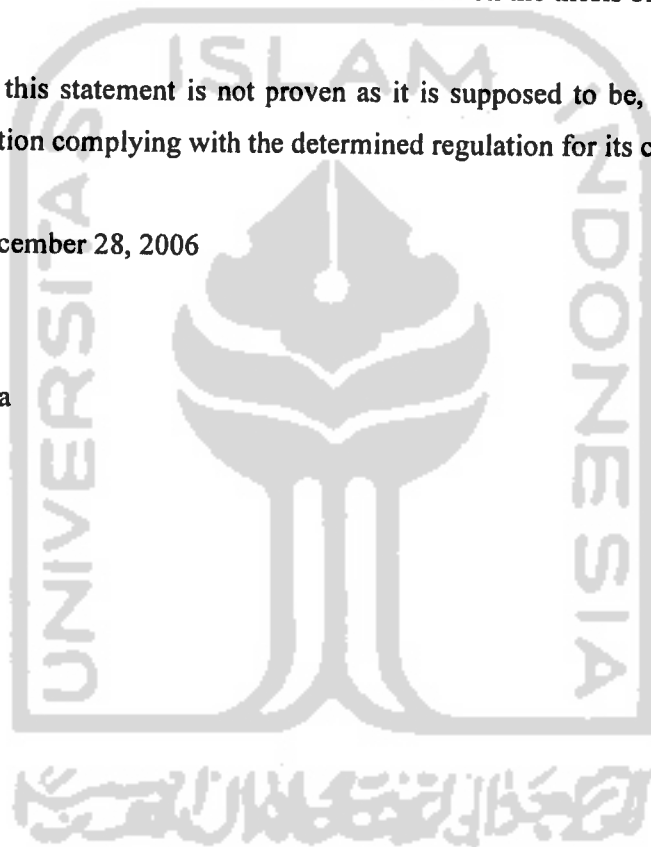 this statement is not proven as it is supposed to be,
tion complying with the determined regulation for its c
cember 28, 2006
a
ISLAM
UNIVERSITAS
INDONESIA